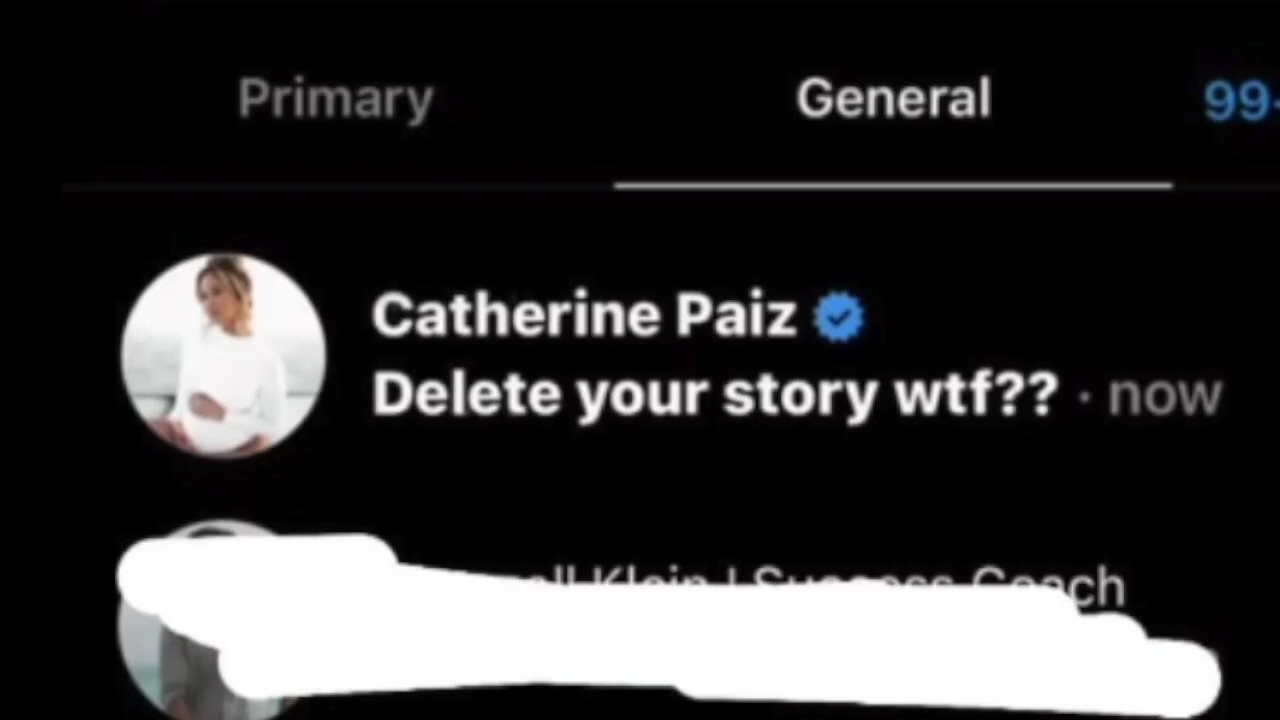 Primary General 99
Catherine Paiz
Delete your story wtf?? · now
Klein | Success Coach